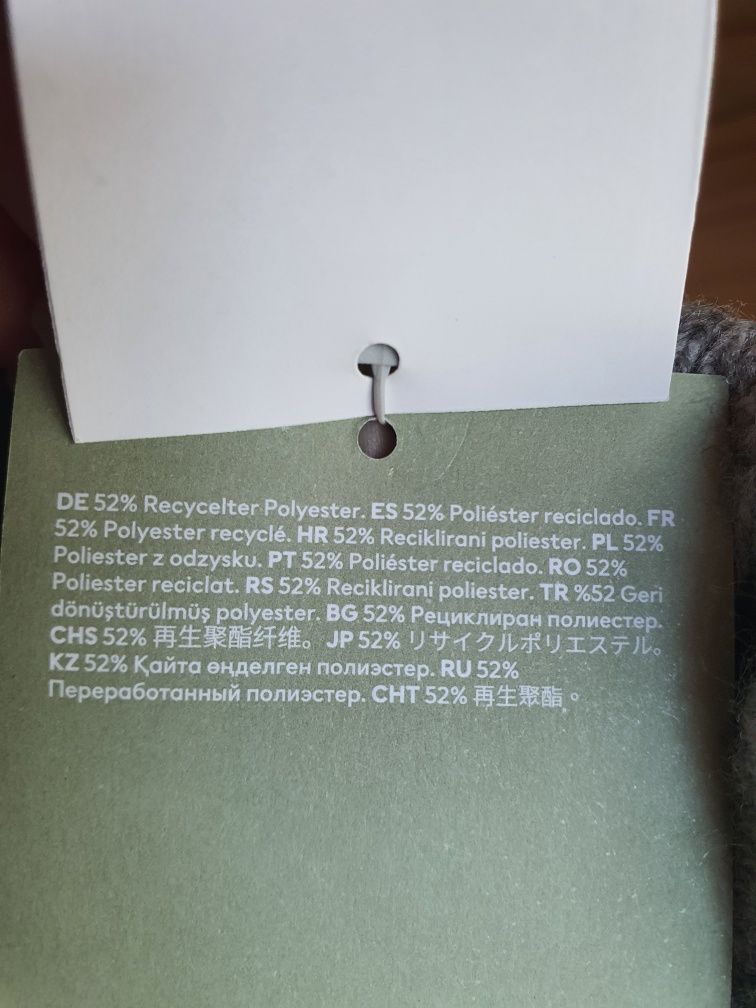 DE 52% Recycelter Polyester. ES 52% Poliéster reciclado. FR
52% Polyester recyclé. HR 52% Reciklirani poliester. PL 52%
Poliester z odzysku. PT 52% Poliéster reciclado. RO 52%
Poliester reciclat. RS 52% Reciklirani poliester. TR %52 Geri
dönüştürülmüş polyester. BG 52% Рециклиран полиестер.
CHS 52% 再生聚酯纤维。 JP 52% リサイクルポリエステル。
KZ 52% Қайта өңделген полиэстер. RU 52%
Переработанный полиэстер. CHT 52% 再生聚酯。